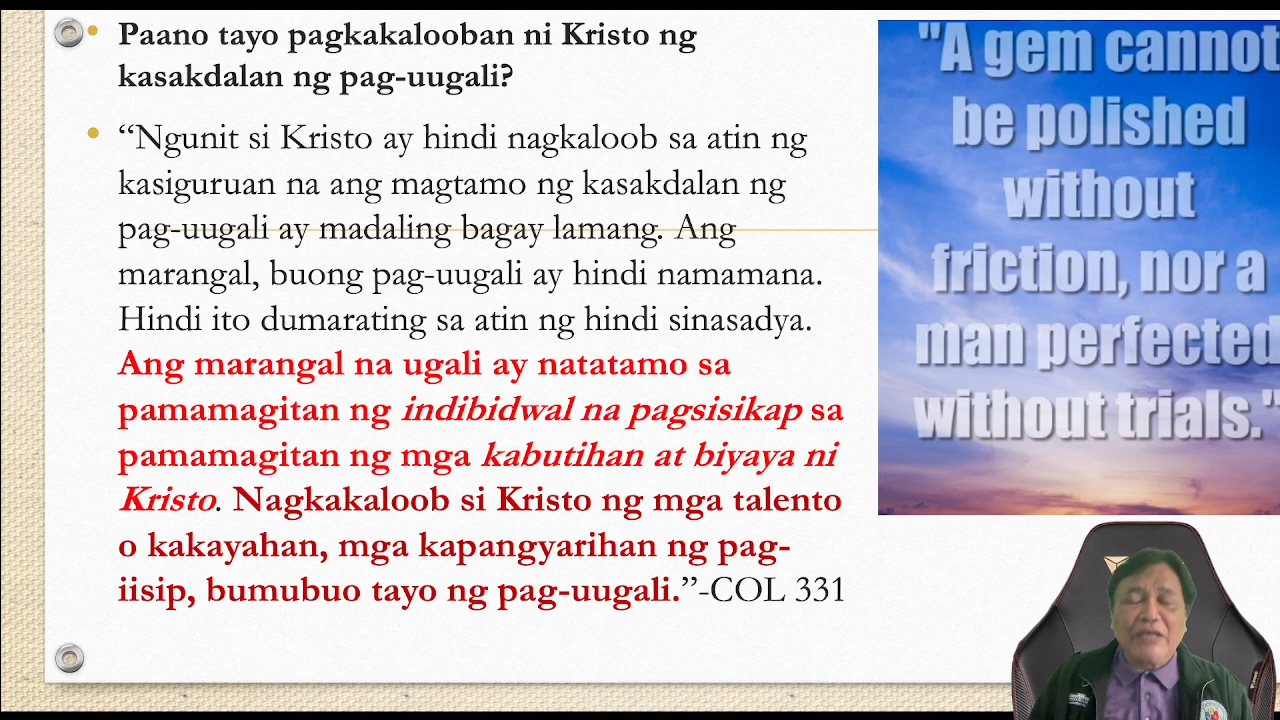 Paano tayo pagkakalooban ni Kristo ng
kasakdalan ng pag-uugali?
“Ngunit si Kristo ay hindi nagkaloob sa atin ng
kasiguruan na ang magtamo ng kasakdalan ng
pag-uugali ay madaling bagay lamang. Ang
marangal, buong pag-uugali ay hindi namamana.
Hindi ito dumarating sa atin ng hindi sinasadya.
Ang marangal na ugali ay natatamo sa
pamamagitan ng indibidwal na pagsisikap sa
pamamagitan ng mga kabutihan at biyaya ni
Kristo. Nagkakaloob si Kristo ng mga talento
o kakayahan, mga kapangyarihan ng pag-
iisip, bumubuo tayo ng pag-uugali.”-COL 331
"A gem cannot
be polished
without
friction, nor a
man perfected
without trials."